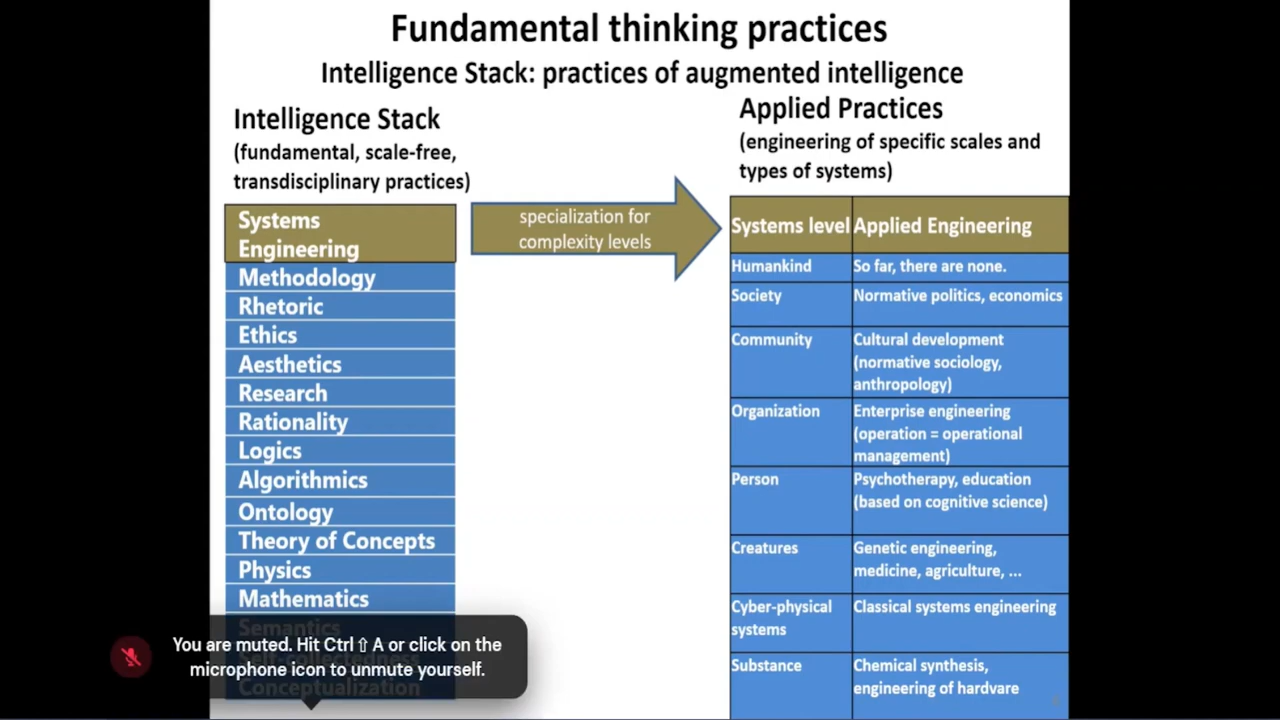 Fundamental thinking practices
Intelligence Stack: practices of augmented intelligence
Intelligence Stack
(fundamental, scale-free,
transdisciplinary practices)
Systems
Engineering
Methodology
Rhetoric
Ethics
Aesthetics
Research
Rationality
Logics
Algorithmics
Ontology
Theory of Concepts
Physics
Mathematics
Semantics
Self-collectedness
Conceptualization
You are muted. Hit Ctrl ⇧ A or click on the
microphone icon to unmute yourself.
specialization for
complexity levels
Applied Practices
(engineering of specific scales and
types of systems)
Systems level Applied Engineering
Humankind So far, there are none.
Society Normative politics, economics
Community Cultural development
(normative sociology,
anthropology)
Organization Enterprise engineering
(operation = operational
management)
Person Psychotherapy, education
(based on cognitive science)
Creatures Genetic engineering,
medicine, agriculture, ...
Cyber-physical Classical systems engineering
systems
Substance Chemical synthesis,
engineering of hardware